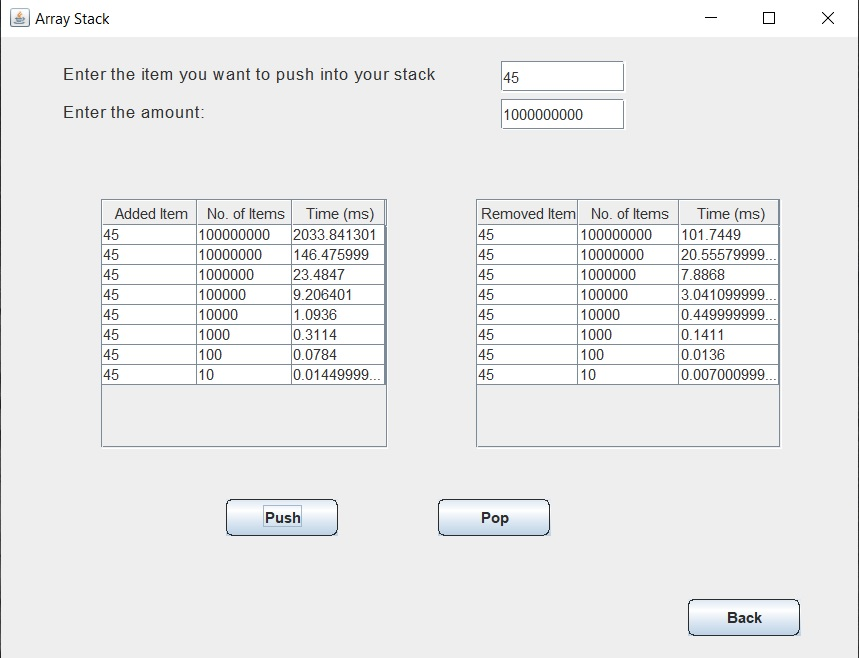 Array Stack
Enter the item you want to push into your stack 45
Enter the amount: 1000000000
Added Item No. of Items Time (ms)
45 100000000 2033.841301
45 10000000 146.475999
45 1000000 23.4847
45 100000 9.206401
45 10000 1.0936
45 1000 0.3114
45 100 0.0784
45 10 0.01449999...
Removed Item No. of Items Time (ms)
45 100000000 101.7449
45 10000000 20.55579999...
45 1000000 7.8868
45 100000 3.041099999...
45 10000 0.449999999...
45 1000 0.1411
45 100 0.0136
45 10 0.007000999...
Push Pop
Back